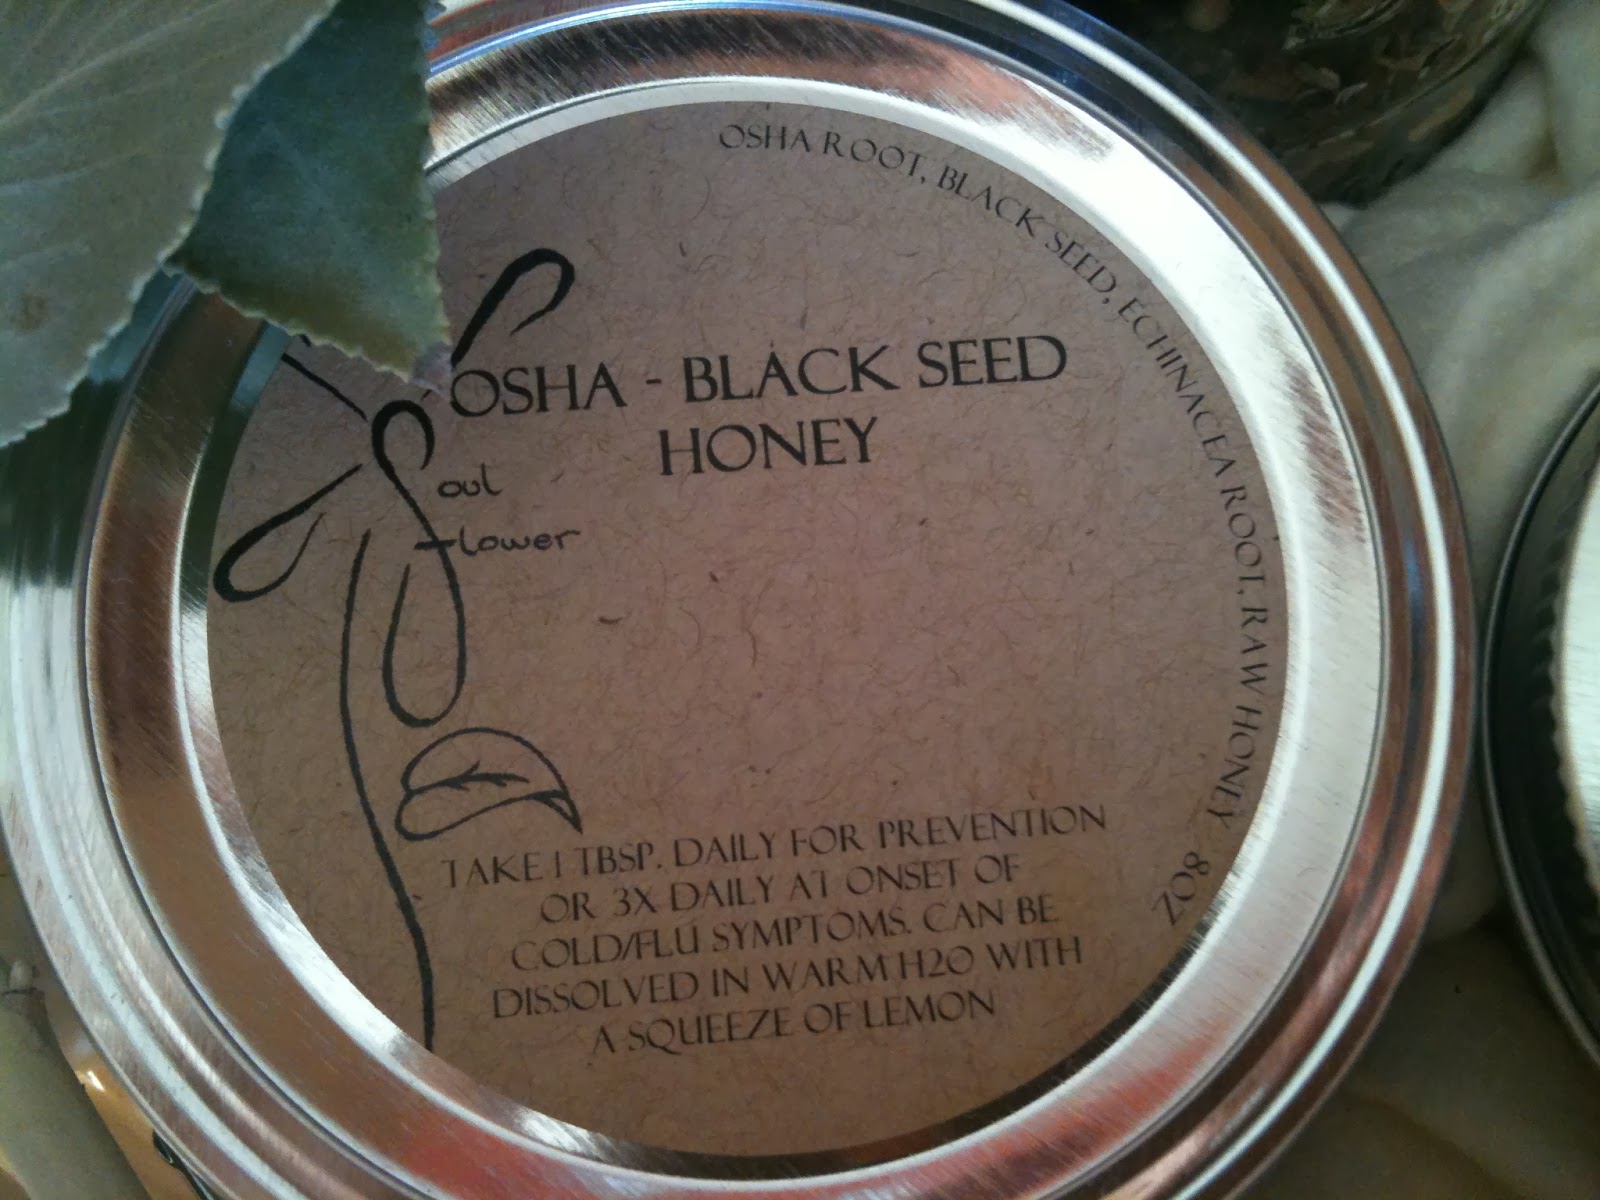 OSHA ROOT, BLACK SEED, ECHINACEA ROOT, RAW HONEY 8OZ
OSHA - BLACK SEED
HONEY
Soul
flower
TAKE 1 TBSP. DAILY FOR PREVENTION
OR 3X DAILY AT ONSET OF
COLD/FLU SYMPTOMS. CAN BE
DISSOLVED IN WARM H2O WITH
A SQUEEZE OF LEMON